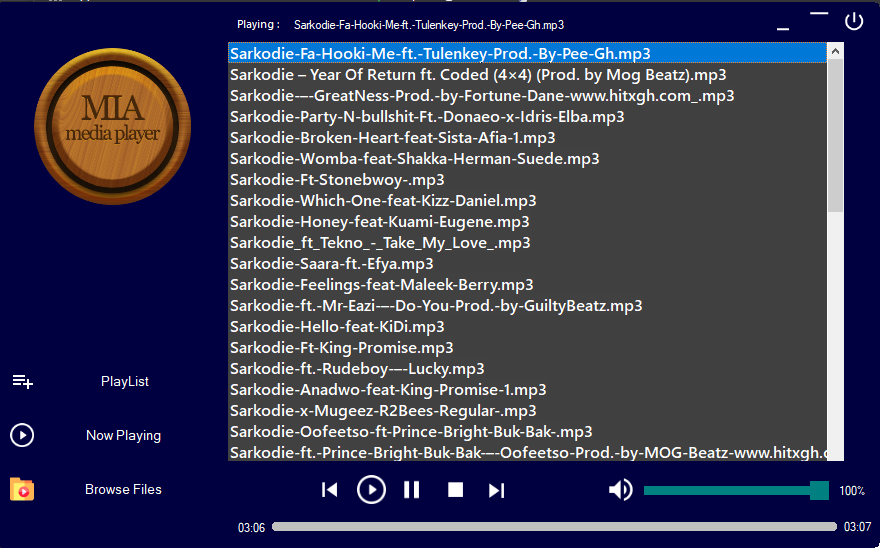 Playing : Sarkodie-Fa-Hooki-Me-ft.-Tulenkey-Prod.-By-Pee-Gh.mp3
MIA
media player
Sarkodie-Fa-Hooki-Me-ft.-Tulenkey-Prod.-By-Pee-Gh.mp3
Sarkodie – Year Of Return ft. Coded (4×4) (Prod. by Mog Beatz).mp3
Sarkodie-–-GreatNess-Prod.-by-Fortune-Dane-www.hitxgh.com_.mp3
Sarkodie-Party-N-bullshit-Ft.-Donaeo-x-Idris-Elba.mp3
Sarkodie-Broken-Heart-feat-Sista-Afia-1.mp3
Sarkodie-Womba-feat-Shakka-Herman-Suede.mp3
Sarkodie-Ft-Stonebwoy-.mp3
Sarkodie-Which-One-feat-Kizz-Daniel.mp3
Sarkodie-Honey-feat-Kuami-Eugene.mp3
Sarkodie_ft_Tekno_-_Take_My_Love_.mp3
Sarkodie-Saara-ft.-Efya.mp3
Sarkodie-Feelings-feat-Maleek-Berry.mp3
Sarkodie-ft.-Mr-Eazi-–-Do-You-Prod.-by-GuiltyBeatz.mp3
Sarkodie-Hello-feat-KiDi.mp3
Sarkodie-Ft-King-Promise.mp3
Sarkodie-ft.-Rudeboy-–-Lucky.mp3
Sarkodie-Anadwo-feat-King-Promise-1.mp3
Sarkodie-x-Mugeez-R2Bees-Regular-.mp3
Sarkodie-Oofeetso-ft-Prince-Bright-Buk-Bak-.mp3
Sarkodie-ft.-Prince-Bright-Buk-Bak-–-Oofeetso-Prod.-by-MOG-Beatz-www.hitxgh.c
PlayList
Now Playing
Browse Files
100%
03:06
03:07